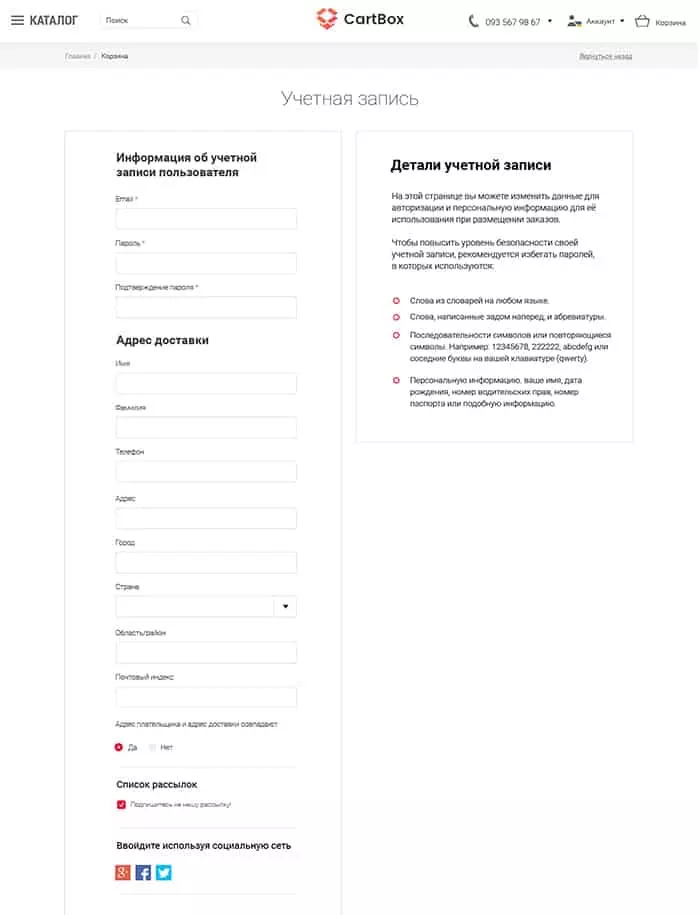 КАТАЛОГ
Поиск
CartBox
093 567 98 67
Аккаунт
Корзина
Главная / Корзина
Вернуться назад
Учетная запись
Информация об учетной
записи пользователя
Email *
Пароль *
Подтверждение пароля *
Адрес доставки
Имя
Фамилия
Телефон
Адрес
Город
Страна
Область/район
Почтовый индекс
Адрес плательщика и адрес доставки совпадают
Да
Нет
Список рассылок
Подпишитесь на нашу рассылку!
Ввойдите используя социальную сеть
Детали учетной записи
На этой странице вы можете изменить данные для
авторизации и персональную информацию для её
использования при размещении заказов.
Чтобы повысить уровень безопасности своей
учетной записи, рекомендуется избегать паролей,
в которых используются:
Слова из словарей на любом языке.
Слова, написанные задом наперед, и абревиатуры.
Последовательности символов или повторяющиеся
символы. Например: 12345678, 222222, abcdefg или
соседние буквы на вашей клавиатуре (qwerty).
Персональную информацию. ваше имя, дата
рождения, номер водительских прав, номер
паспорта или подобную информацию.